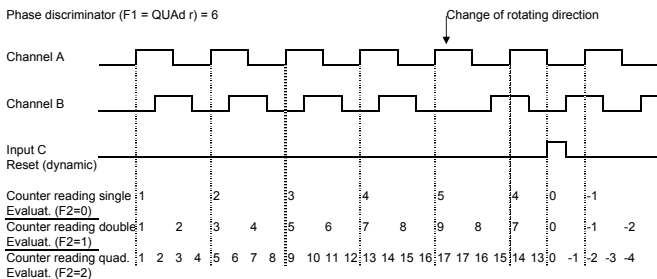 Phase discriminator (F1 = QUAd r) = 6 Change of rotating direction
Channel A
Channel B
Input C
Reset (dynamic)
Counter reading single 1 2 3 4 5 4 0 -1
Evaluat. (F2=0)
Counter reading double 1 2 3 4 5 6 7 8 9 8 7 0 -1 -2
Evaluat. (F2=1)
Counter reading quad. 1 2 3 4 5 6 7 8 9 10 11 12 13 14 15 16 17 17 16 15 14 13 0 -1 -2 -3 -4
Evaluat. (F2=2)